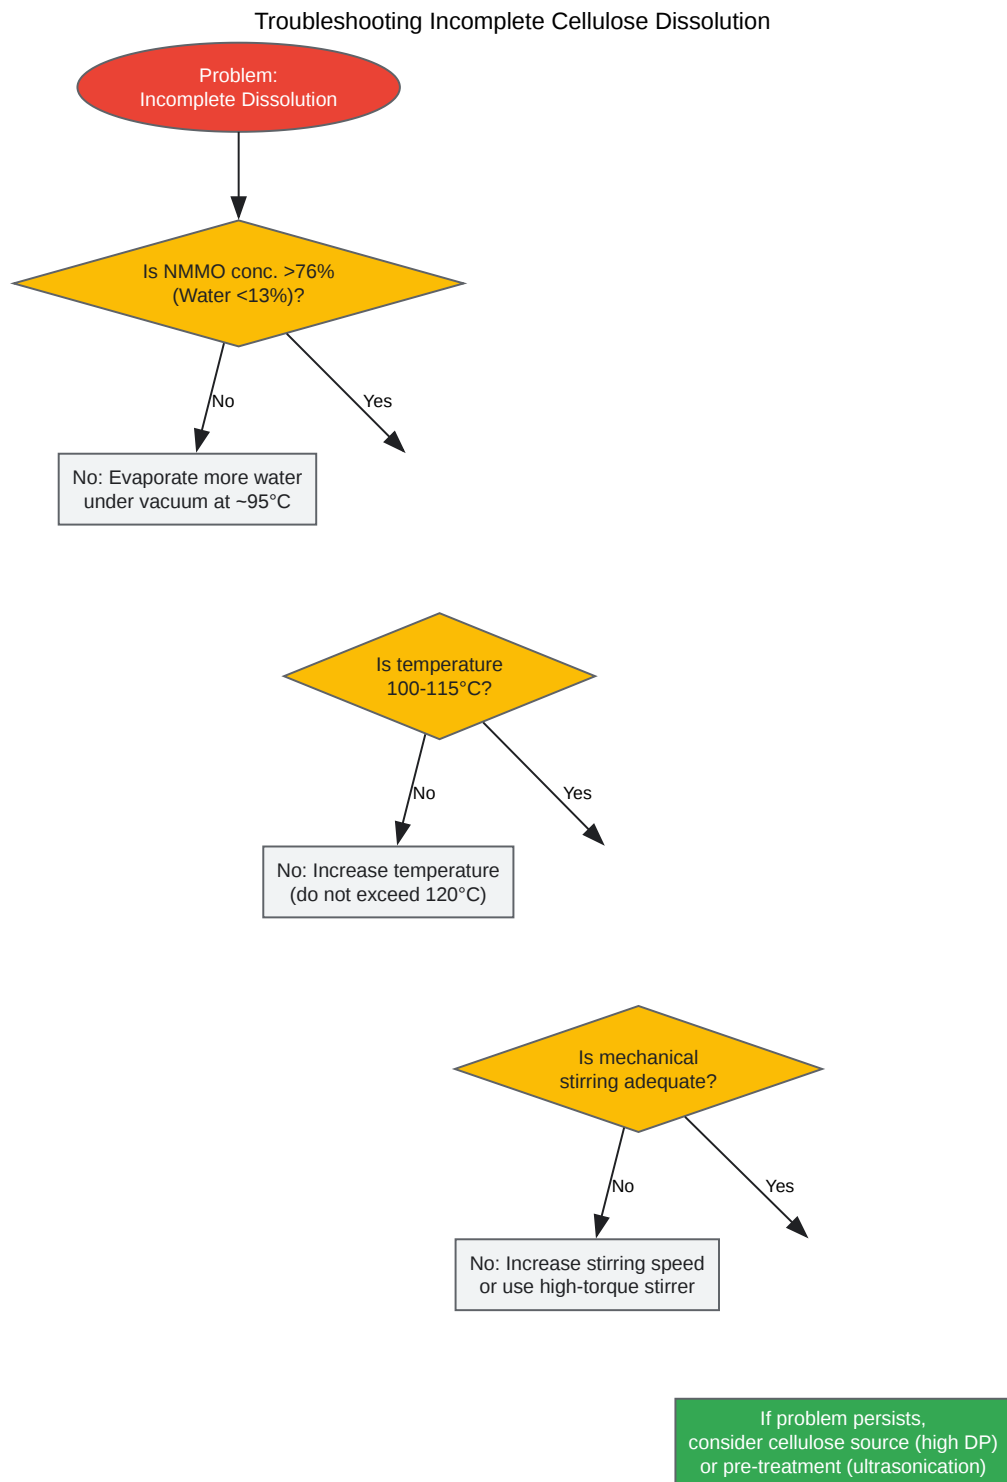 Troubleshooting Incomplete Cellulose Dissolution
Problem:
Incomplete Dissolution
Is NMMO conc. >76%
(Water <13%)?
No
Yes
No: Evaporate more water
under vacuum at ~95°C
Is temperature
100-115°C?
No
Yes
No: Increase temperature
(do not exceed 120°C)
Is mechanical
stirring adequate?
No
Yes
No: Increase stirring speed
or use high-torque stirrer
If problem persists,
consider cellulose source (high DP)
or pre-treatment (ultrasonication)